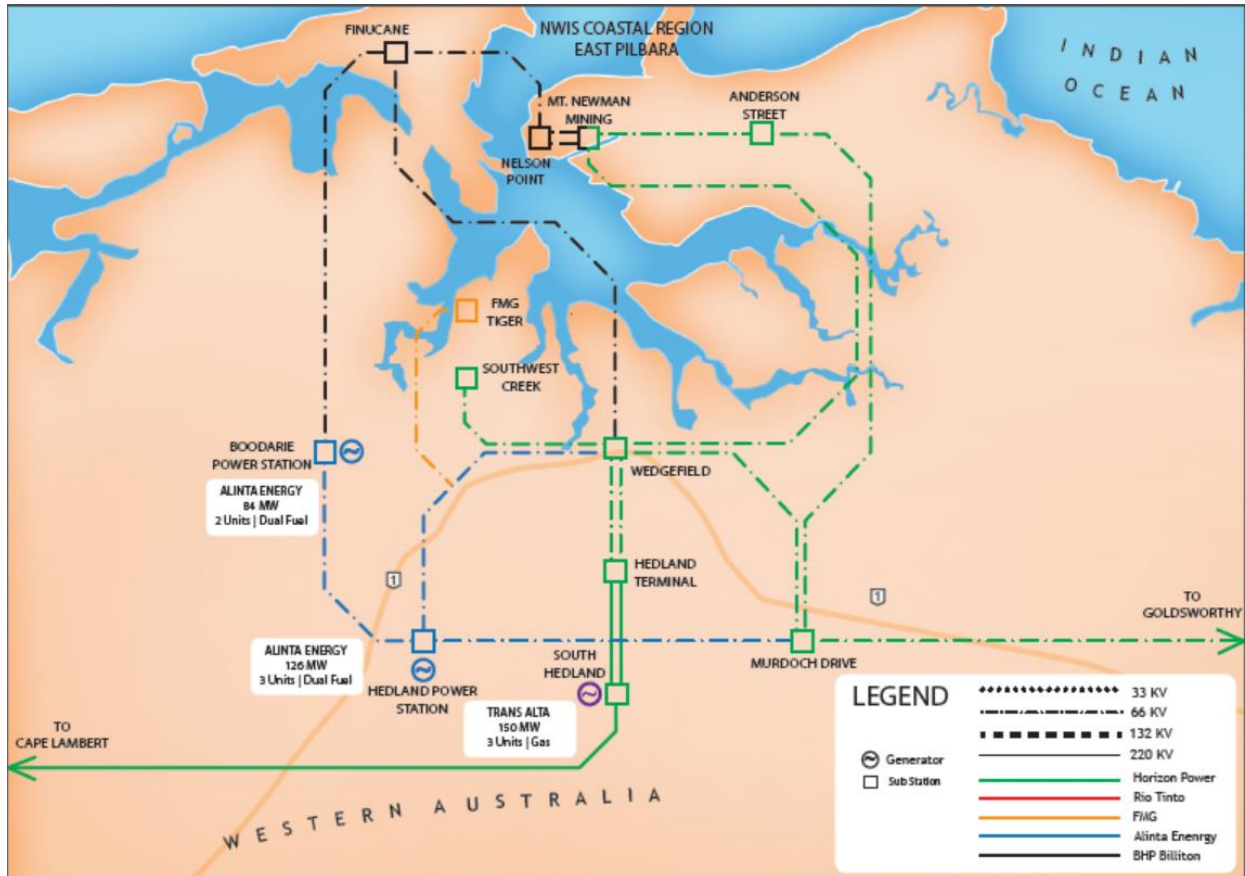 FINUCANE
NWIS COASTAL REGION
EAST PILBARA
INDIAN
OCEAN
MT. NEWMAN
MINING
ANDERSON
STREET
NELSON
POINT
FMG
TIGER
SOUTHWEST
CREEK
BOODARIE
POWER STATION
WEDGEFIELD
ALINTA ENERGY
84 MW
2 Units | Dual Fuel
HEDLAND
TERMINAL
1
1
TO
GOLDSWORTHY
ALINTA ENERGY
126 MW
3 Units | Dual Fuel
HEDLAND POWER
STATION
SOUTH
HEDLAND
MURDOCH DRIVE
TRANS ALTA
150 MW
3 Units | Gas
TO
CAPE LAMBERT
WESTERN AUSTRALIA
LEGEND
Generator
Sub Station
33 KV
66 KV
132 KV
220 KV
Horizon Power
Rio Tinto
FMG
Alinta Enenrgy
BHP Billiton